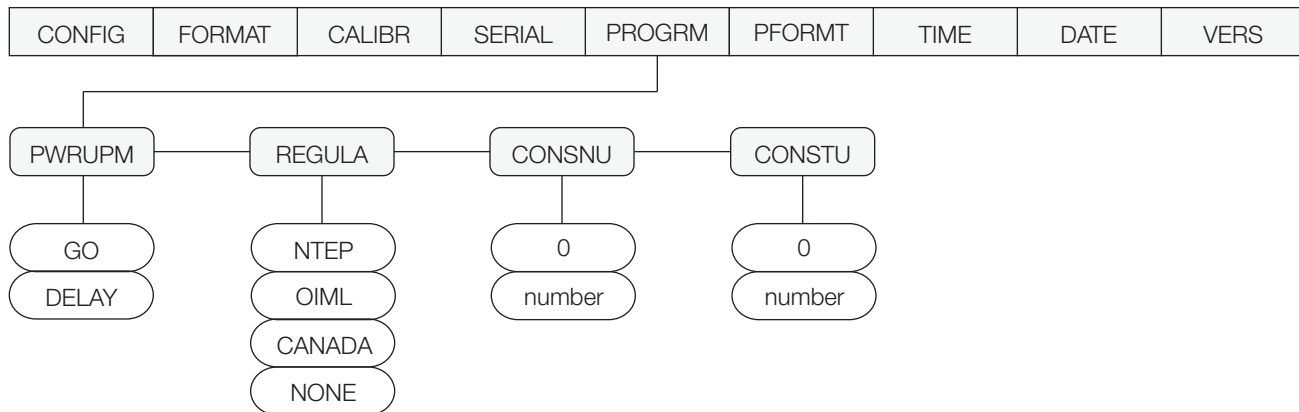 CONFIG FORMAT CALIBR SERIAL PROGRM PFORMT TIME DATE VERS
PWRUPM REGULA CONSNU CONSTU
GO NTEP 0 0
DELAY OIML number number
CANADA
NONE